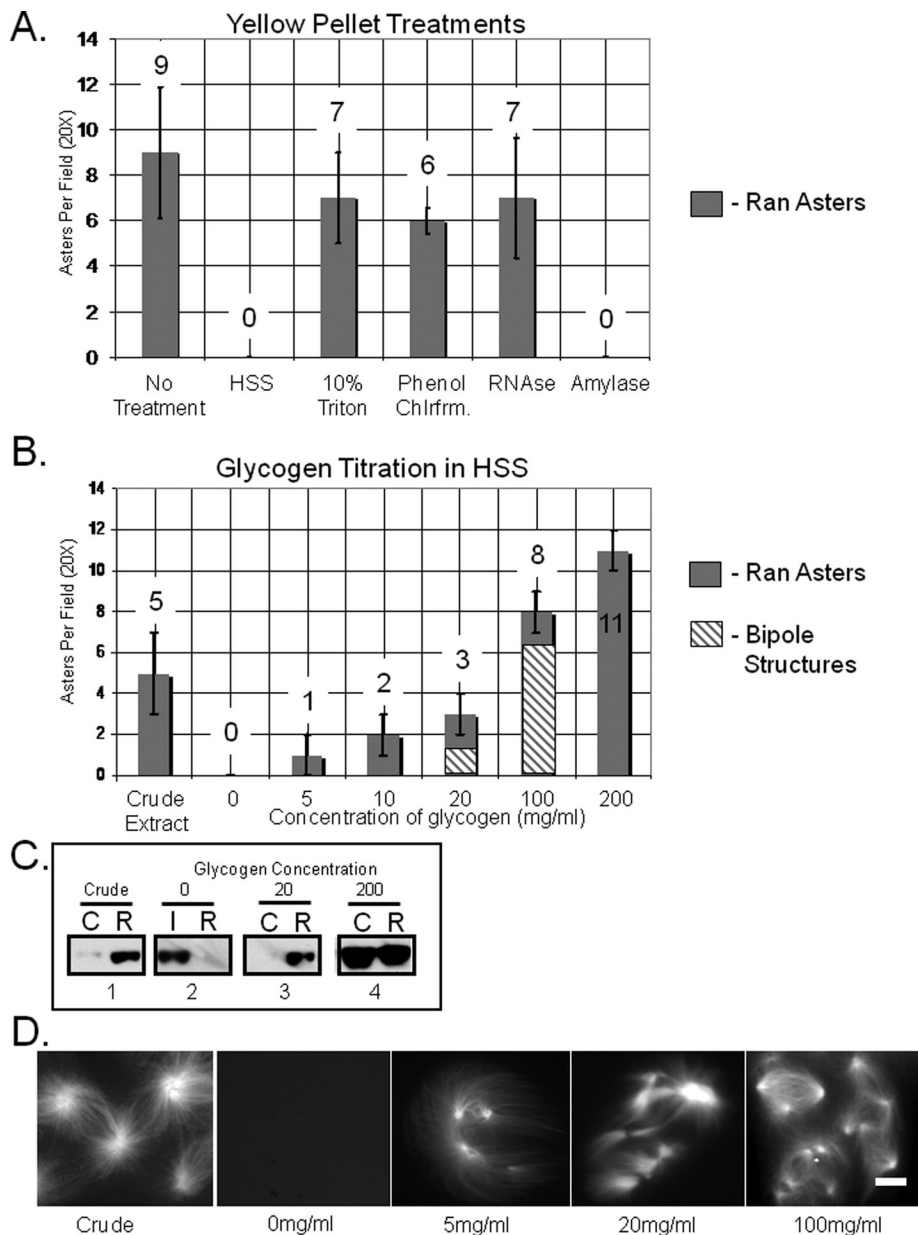 A.
Yellow Pellet Treatments
Asters Per Field (20X)
14
12
10
8
6
4
2
0
9
0
7
6
7
0
No Treatment
HSS
10% Triton
Phenol Chlrfrm.
RNAse
Amylase
- Ran Asters
B.
Glycogen Titration in HSS
Asters Per Field (20X)
14
12
10
8
6
4
2
0
5
0
1
2
3
8
11
Crude Extract
0
5
10
20
100
200
Concentration of glycogen (mg/ml)
- Ran Asters
- Bipole Structures
C.
Glycogen Concentration
Crude 0 20 200
C R I R C R C R
1 2 3 4
D.
Crude 0mg/ml 5mg/ml 20mg/ml 100mg/ml